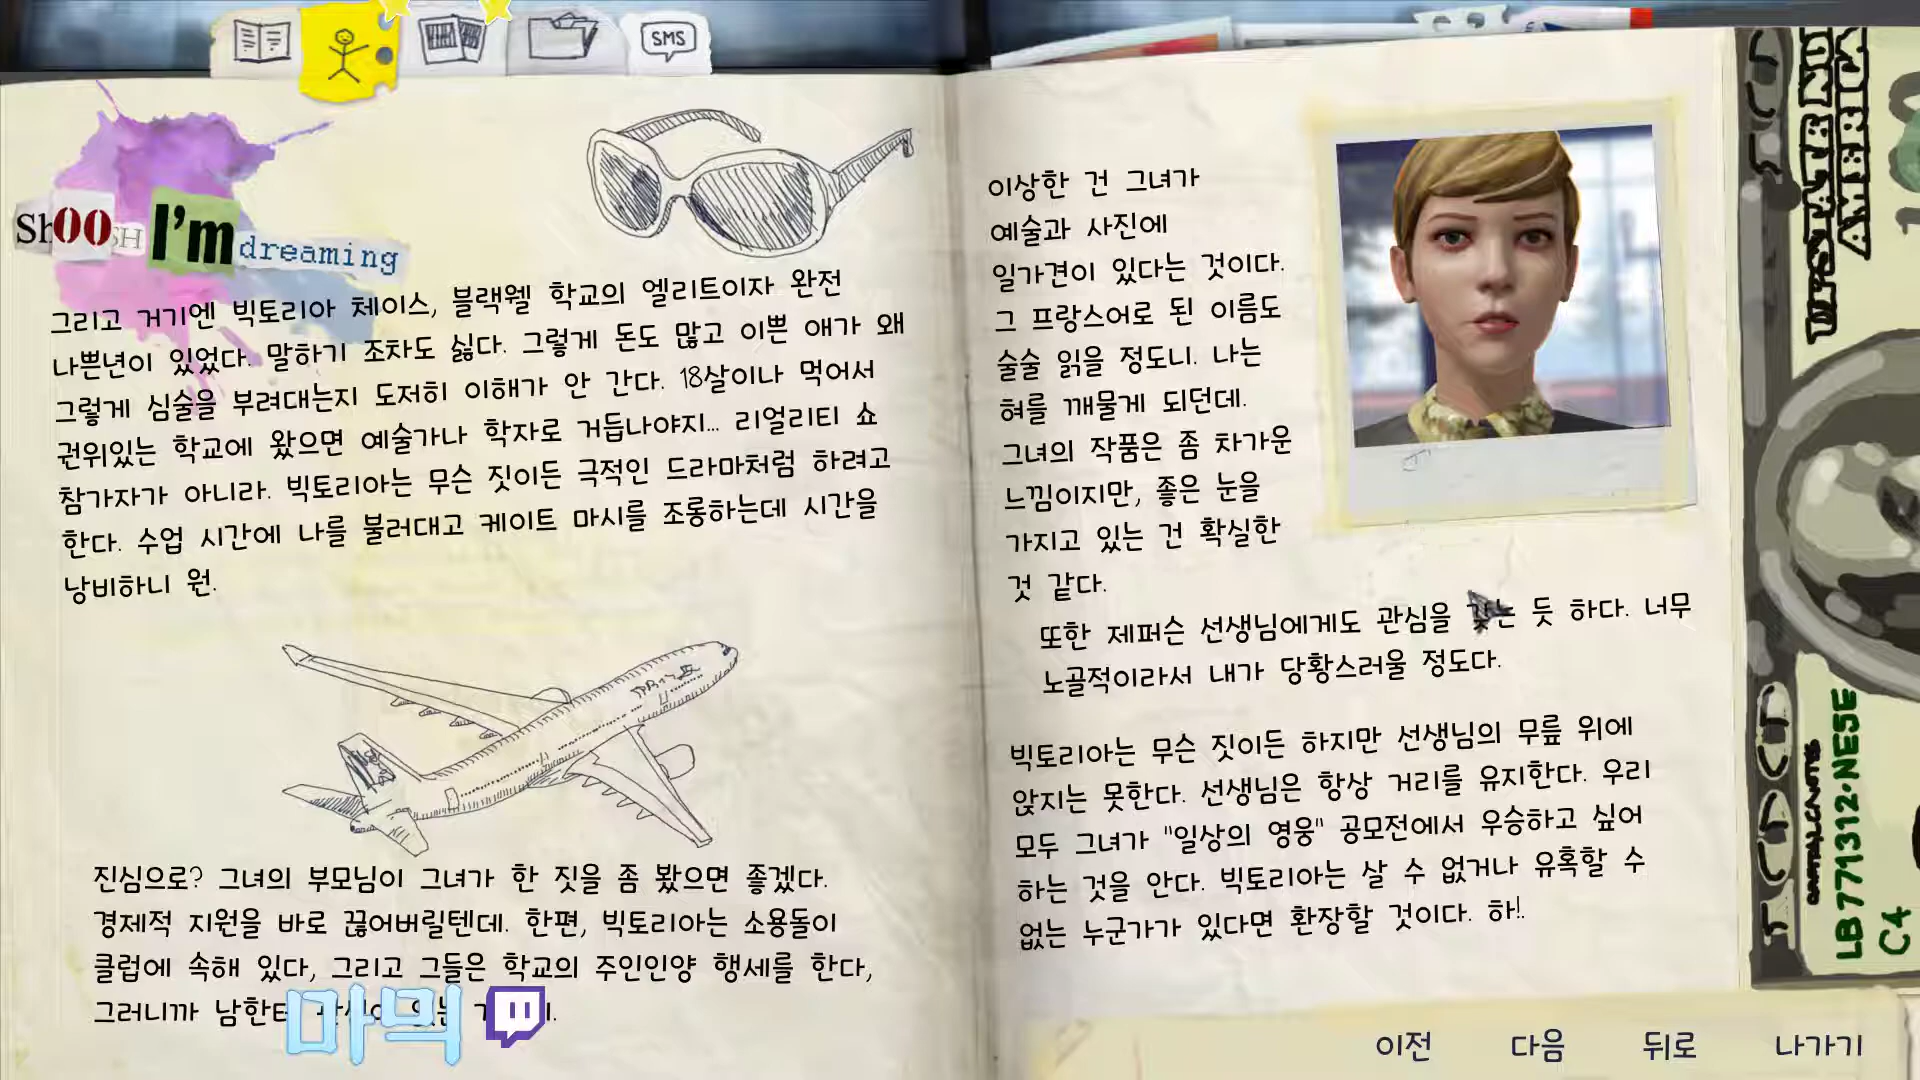 SMS
ShOOSH I'm dreaming
그리고 거기엔 빅토리아 체이스, 블랙웰 학교의 엘리트이자 완전
나쁜년이 있었다. 말하기 조차도 싫다. 그렇게 돈도 많고 이쁜 애가 왜
그렇게 심술을 부려대는지 도저히 이해가 안 간다. 18살이나 먹어서
권위있는 학교에 왔으면 예술가나 학자로 거듭나야지... 리얼리티 쇼
참가자가 아니라. 빅토리아는 무슨 짓이든 극적인 드라마처럼 하려고
한다. 수업 시간에 나를 불러대고 케이트 마시를 조롱하는데 시간을
낭비하니 원.
진심으로? 그녀의 부모님이 그녀가 한 짓을 좀 봤으면 좋겠다.
경제적 지원을 바로 끊어버릴텐데. 한편, 빅토리아는 소용돌이
클럽에 속해 있다, 그리고 그들은 학교의 주인인양 행세를 한다,
그러니까 남한테
마믜
이상한 건 그녀가
예술과 사진에
일가견이 있다는 것이다.
그 프랑스어로 된 이름도
술술 읽을 정도니. 나는
혀를 깨물게 되던데.
그녀의 작품은 좀 차가운
느낌이지만, 좋은 눈을
가지고 있는 건 확실한
것 같다.
또한 제퍼슨 선생님에게도 관심을 갖는 듯 하다. 너무
노골적이라서 내가 당황스러울 정도다.
빅토리아는 무슨 짓이든 하지만 선생님의 무릎 위에
앉지는 못한다. 선생님은 항상 거리를 유지한다. 우리
모두 그녀가 "일상의 영웅" 공모전에서 우승하고 싶어
하는 것을 안다. 빅토리아는 살 수 없거나 유혹할 수
없는 누군가가 있다면 환장할 것이다. 하!.
이전 다음 뒤로 나가기
LB771312·NESE
C4